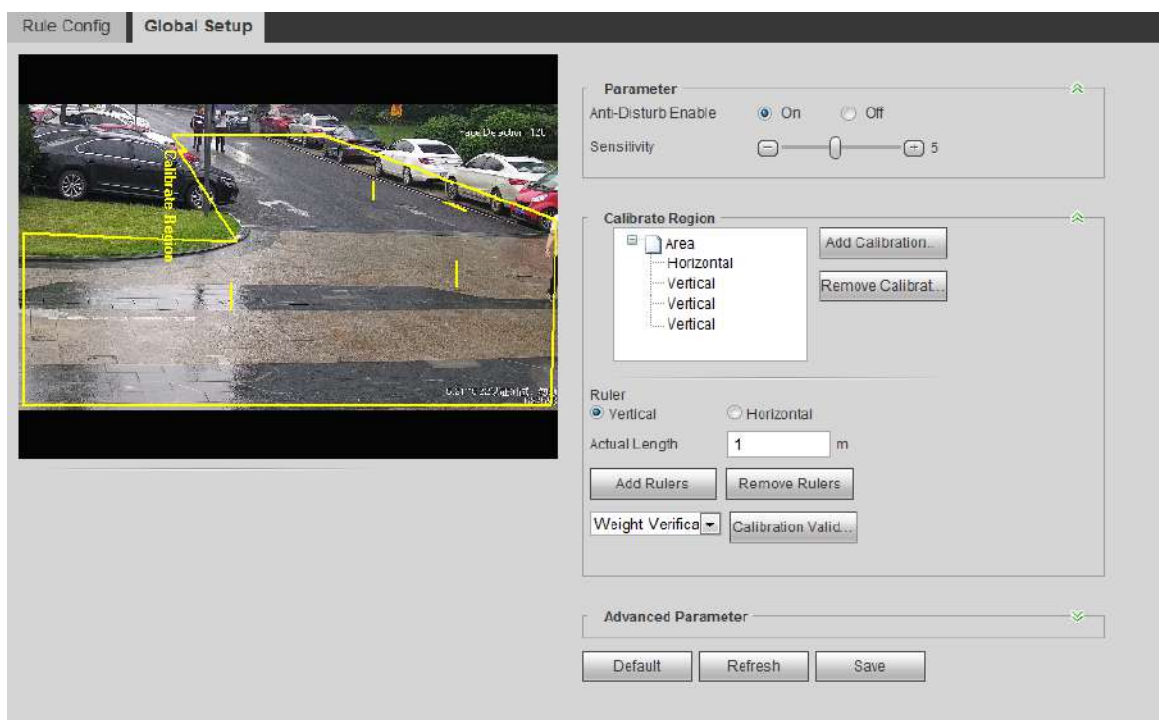 Rule Config Global Setup
Parameter
Anti-Disturb Enable On Off
Sensitivity 5
Calibrate Region
Calibrate Region
Area
Horizontal
Vertical
Vertical
Vertical
Add Calibration..
Remove Calibrat...
Ruler
Vertical Horizontal
Actual Length 1 m
Add Rulers Remove Rulers
Weight Verifica Calibration Valid...
Advanced Parameter
Default Refresh Save